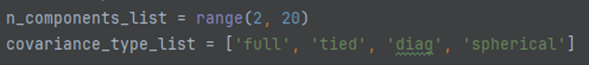 n_components_list = range(2, 20)
covariance_type_list = ['full', 'tied', 'diag', 'spherical']